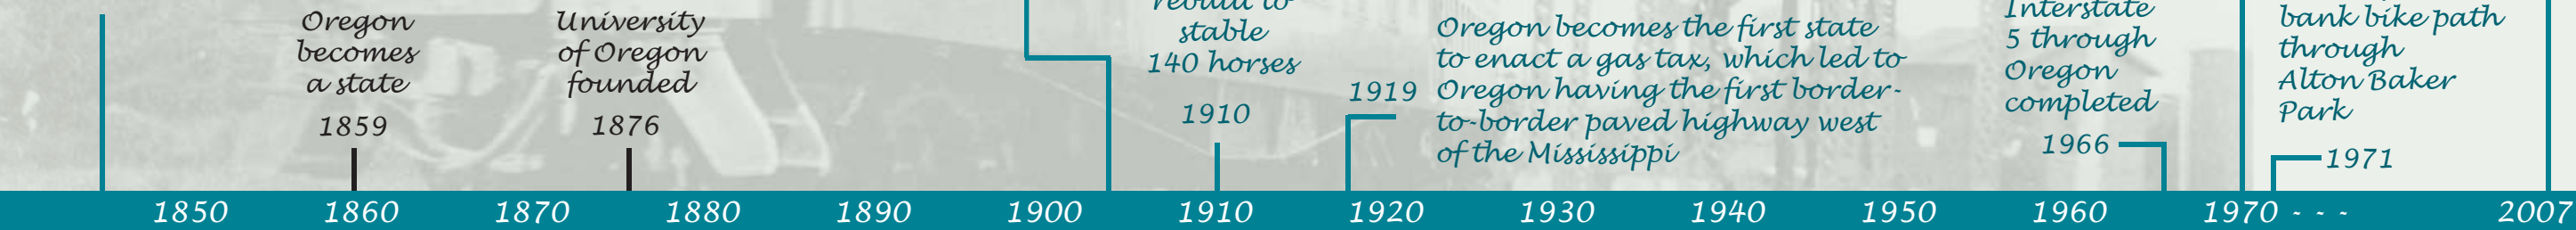 Oregon
becomes
a state
1859
University
of Oregon
founded
1876
rebuilt to
stable
140 horses
1910
1919
Oregon becomes the first state
to enact a gas tax, which led to
Oregon having the first border-
to-border paved highway west
of the Mississippi
Interstate
5 through
Oregon
completed
1966
bank bike path
through
Alton Baker
Park
1971
1850 1860 1870 1880 1890 1900 1910 1920 1930 1940 1950 1960 1970 - - - 2007